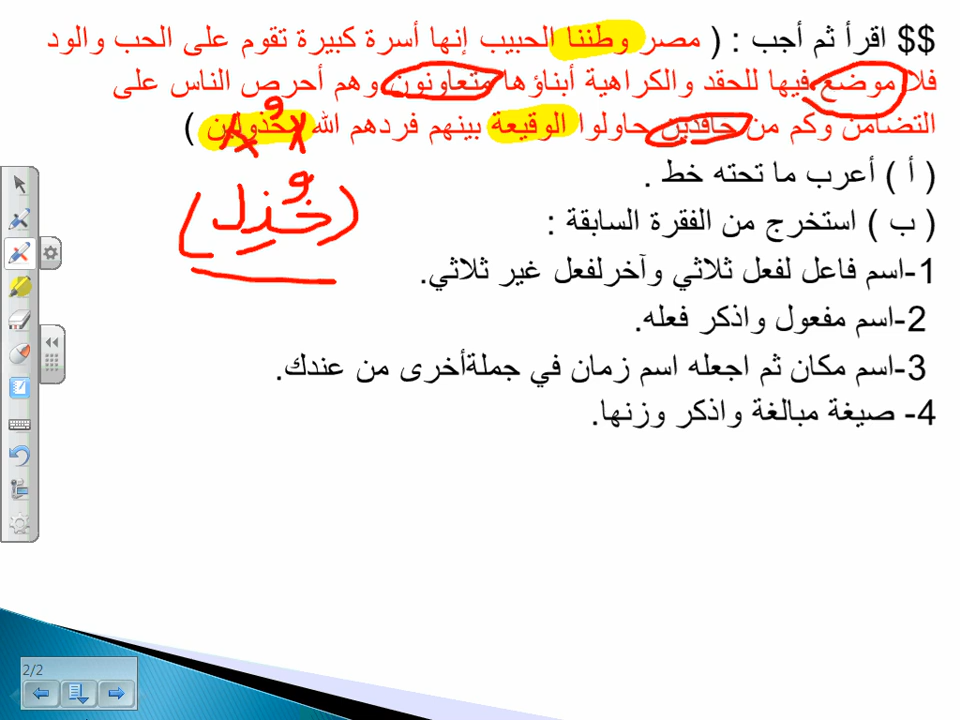 $$ اقرأ ثم أجب : ( مصر وطننا الحبيب إنها أسرة كبيرة تقوم على الحب والود
فلا موضع فيها للحقد والكراهية أبناؤها متعاونون وهم أحرص الناس على
التضامن وكم من حاقدين حاولوا الوقيعة بينهم فردهم الله مخذولين )
( أ ) أعرب ما تحته خط .
(خُذِل)
( ب ) استخرج من الفقرة السابقة :
1-اسم فاعل لفعل ثلاثي وآخرلفعل غير ثلاثي.
2-اسم مفعول واذكر فعله.
3-اسم مكان ثم اجعله اسم زمان في جملةأخرى من عندك.
4- صيغة مبالغة واذكر وزنها.
2/2